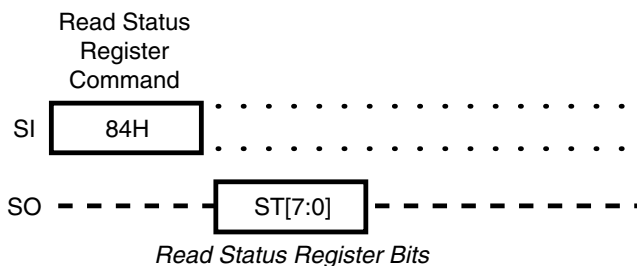 Read Status
Register
Command
SI
84H
SO
ST[7:0]
Read Status Register Bits